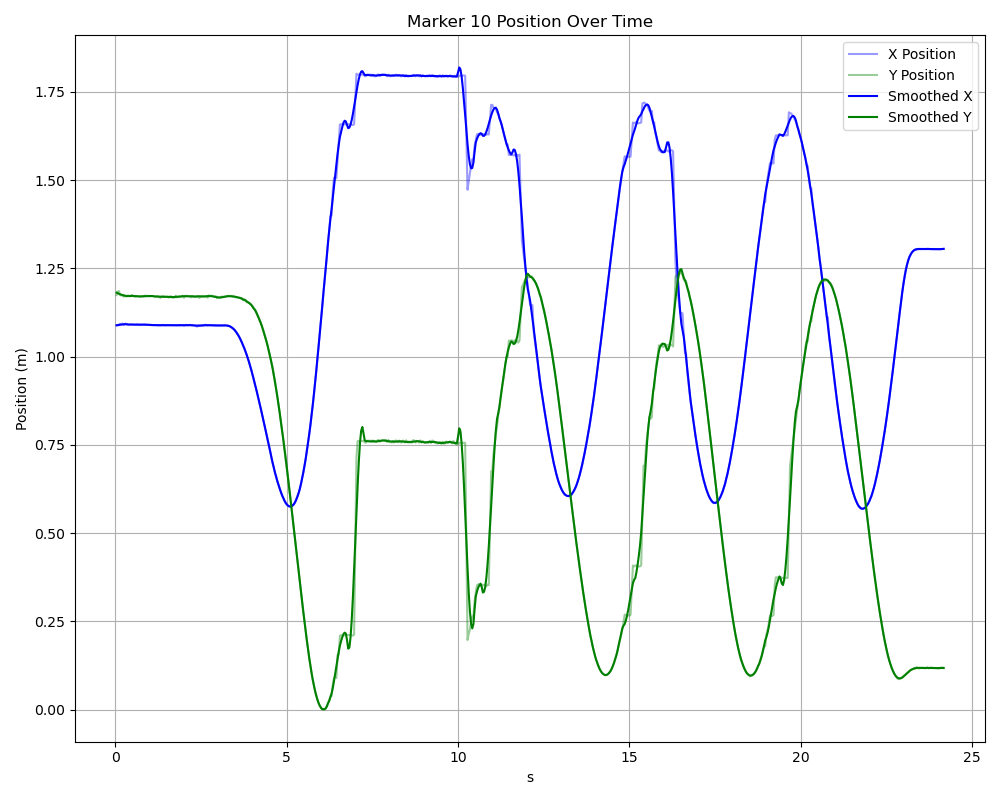 Marker 10 Position Over Time
X Position
Y Position
Smoothed X
Smoothed Y
Position (m)
1.75
1.50
1.25
1.00
0.75
0.50
0.25
0.00
0 5 10 15 20 25
s